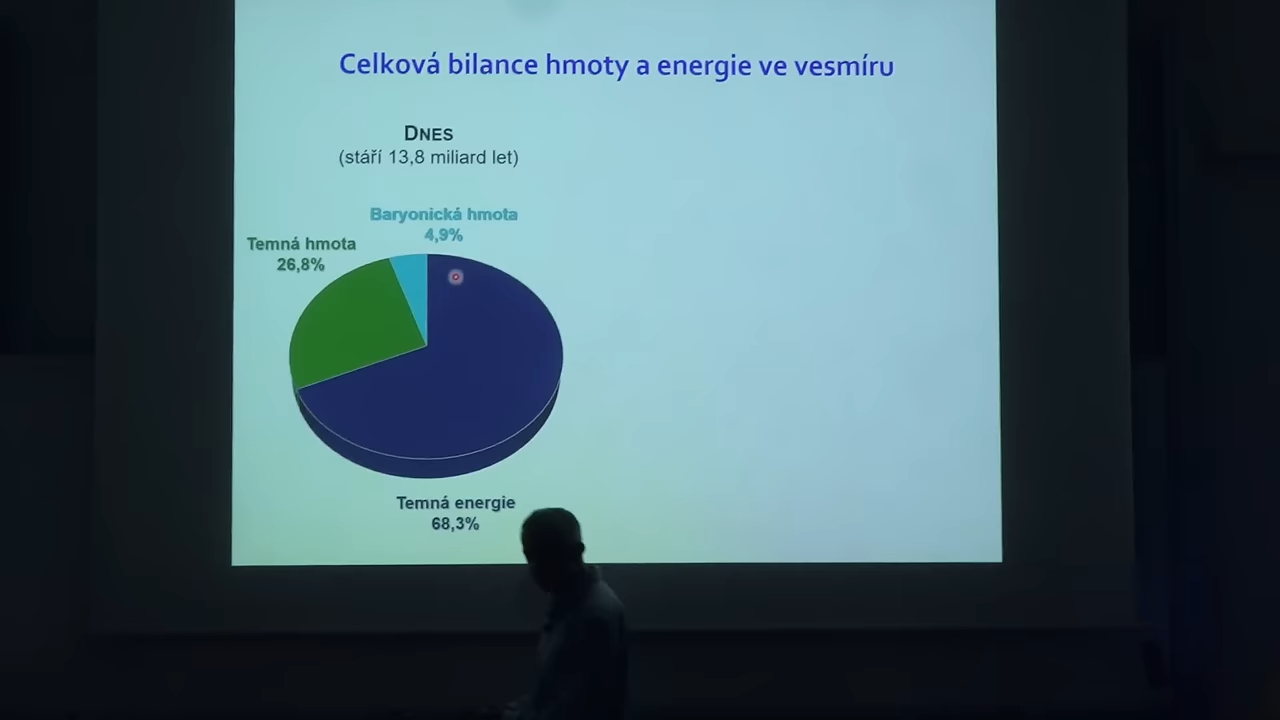 Celková bilance hmoty a energie ve vesmíru
DNES
(stáří 13,8 miliard let)
Baryonická hmota
4,9%
Temná hmota
26,8%
Temná energie
68,3%